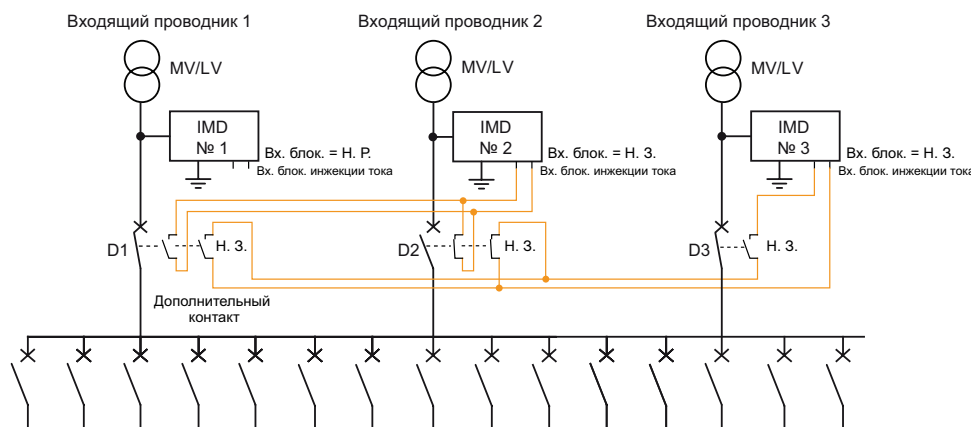 Входящий проводник 1
Входящий проводник 2
Входящий проводник 3
MV/LV
MV/LV
MV/LV
IMD
№ 1
Вх. блок. = Н. Р.
Вх. блок. инжекции тока
IMD
№ 2
Вх. блок. = Н. З.
Вх. блок. инжекции тока
IMD
№ 3
Вх. блок. = Н. З.
Вх. блок. инжекции тока
D1
Н. З.
D2
Н. З.
D3
Н. З.
Дополнительный
контакт